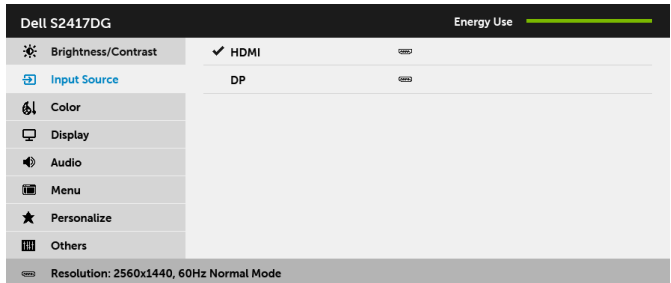 Dell S2417DG Energy Use
Brightness/Contrast HDMI
Input Source DP
Color
Display
Audio
Menu
Personalize
Others
Resolution: 2560x1440, 60Hz Normal Mode